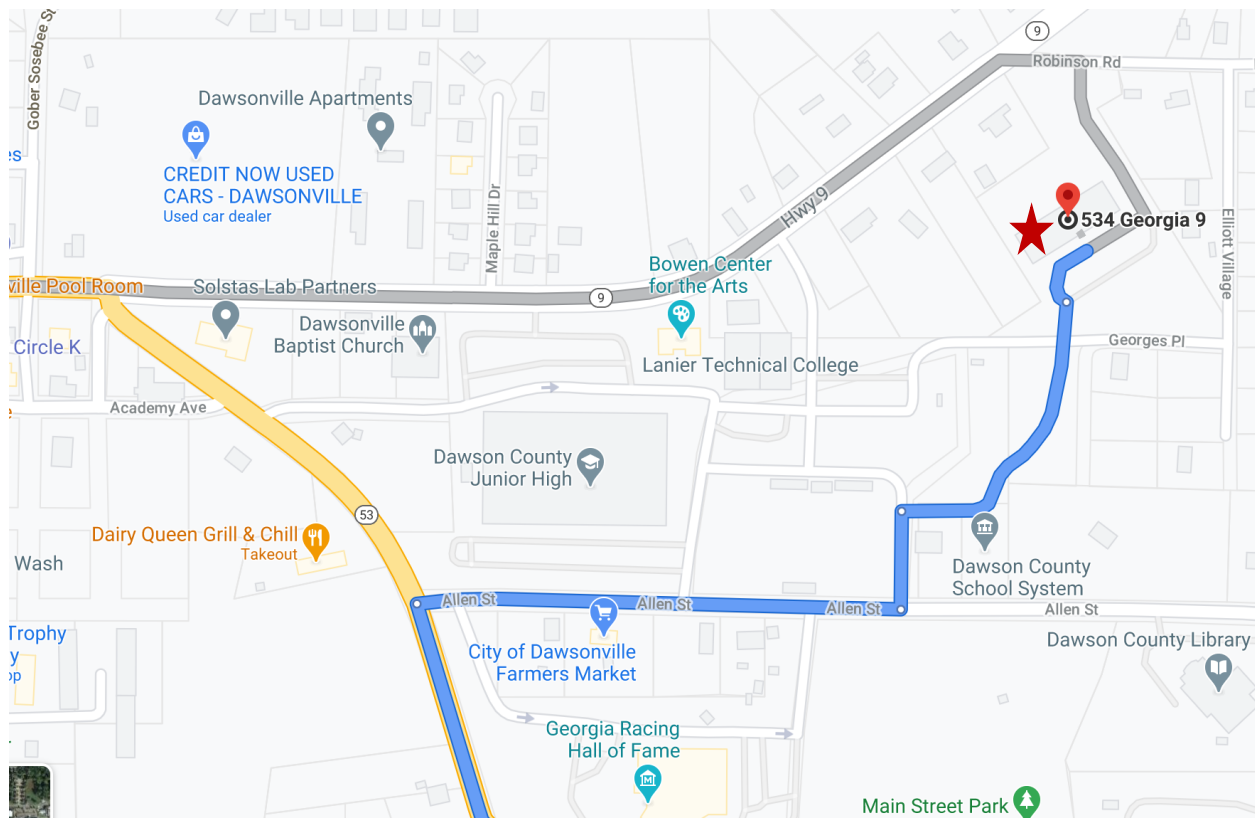 Gober Sosebee St
9
Robinson Rd
Dawsonville Apartments
es
CREDIT NOW USED
CARS - DAWSONVILLE
Used car dealer
Maple Hill Dr
Hwy 9
534 Georgia 9
Elliott Village
Bowen Center
for the Arts
ville Pool Room
Solstas Lab Partners
9
Dawsonville
Baptist Church
Circle K
Georges Pl
Lanier Technical College
Academy Ave
e
Dawson County
Junior High
53
Dairy Queen Grill & Chill
Takeout
Wash
Dawson County
School System
Allen St
Allen St
Allen St
Allen St
Trophy
y
op
City of Dawsonville
Farmers Market
Dawson County Library
Georgia Racing
Hall of Fame
Main Street Park